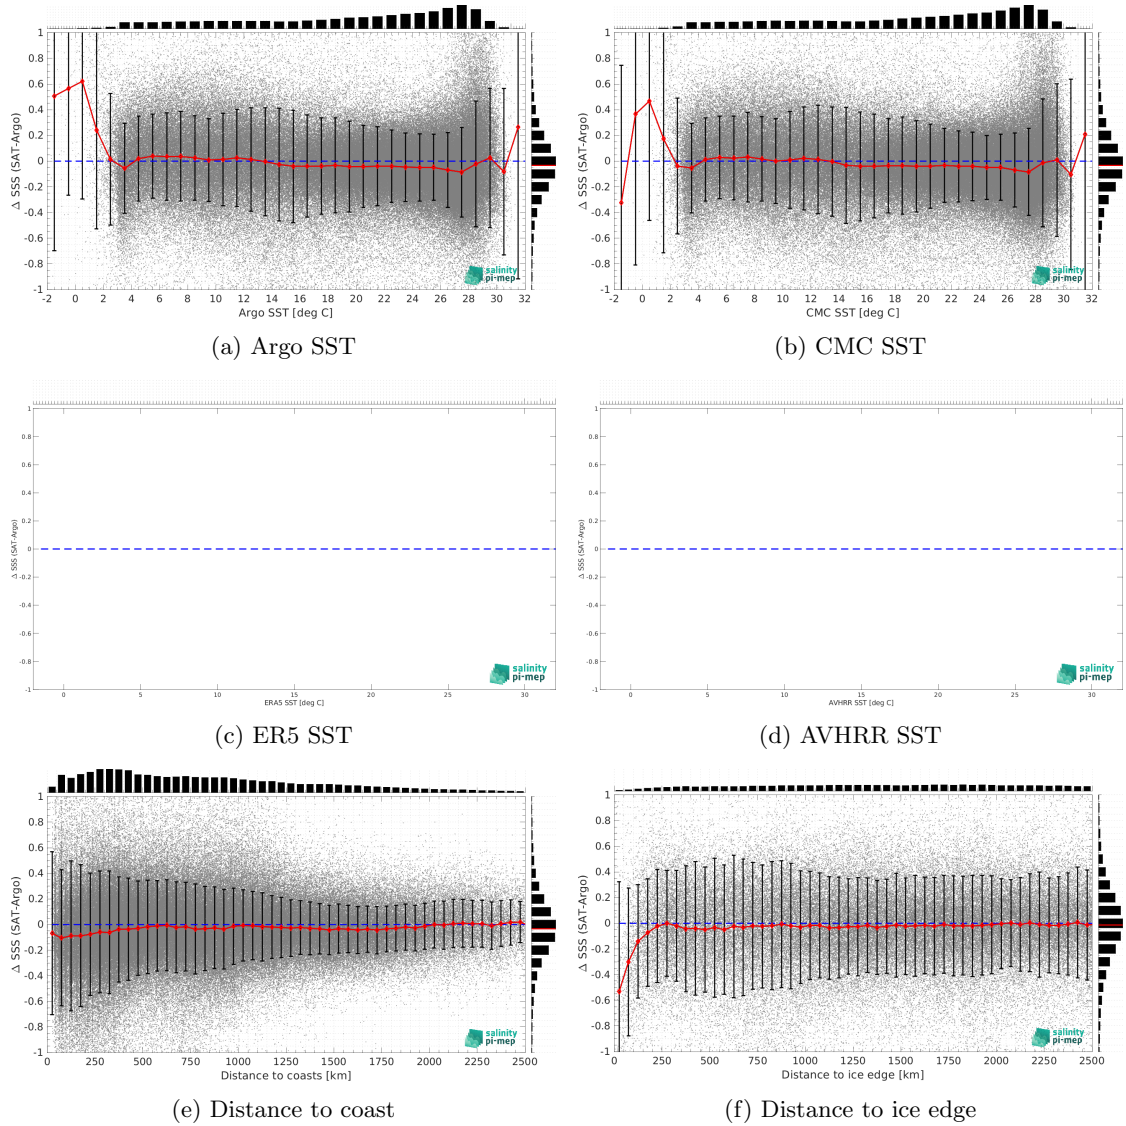 1
0.8
0.6
0.4
0.2
0
-0.2
-0.4
-0.6
-0.8
-1
Δ SSS (SAT-Argo)
salinity
pi-mep
-2 0 2 4 6 8 10 12 14 16 18 20 22 24 26 28 30 32
Argo SST [deg C]
(a) Argo SST
1
0.8
0.6
0.4
0.2
0
-0.2
-0.4
-0.6
-0.8
-1
Δ SSS (SAT-Argo)
salinity
pi-mep
-2 0 2 4 6 8 10 12 14 16 18 20 22 24 26 28 30 32
CMC SST [deg C]
(b) CMC SST
1
0.8
0.6
0.4
0.2
0
-0.2
-0.4
-0.6
-0.8
-1
Δ SSS (SAT-Argo)
salinity
pi-mep
0 5 10 15 20 25 30
ERA5 SST [deg C]
(c) ER5 SST
1
0.8
0.6
0.4
0.2
0
-0.2
-0.4
-0.6
-0.8
-1
Δ SSS (SAT-Argo)
salinity
pi-mep
0 5 10 15 20 25 30
AVHRR SST [deg C]
(d) AVHRR SST
1
0.8
0.6
0.4
0.2
0
-0.2
-0.4
-0.6
-0.8
-1
Δ SSS (SAT-Argo)
salinity
pi-mep
0 250 500 750 1000 1250 1500 1750 2000 2250 2500
Distance to coasts [km]
(e) Distance to coast
1
0.8
0.6
0.4
0.2
0
-0.2
-0.4
-0.6
-0.8
-1
Δ SSS (SAT-Argo)
salinity
pi-mep
0 250 500 750 1000 1250 1500 1750 2000 2250 2500
Distance to ice edge [km]
(f) Distance to ice edge